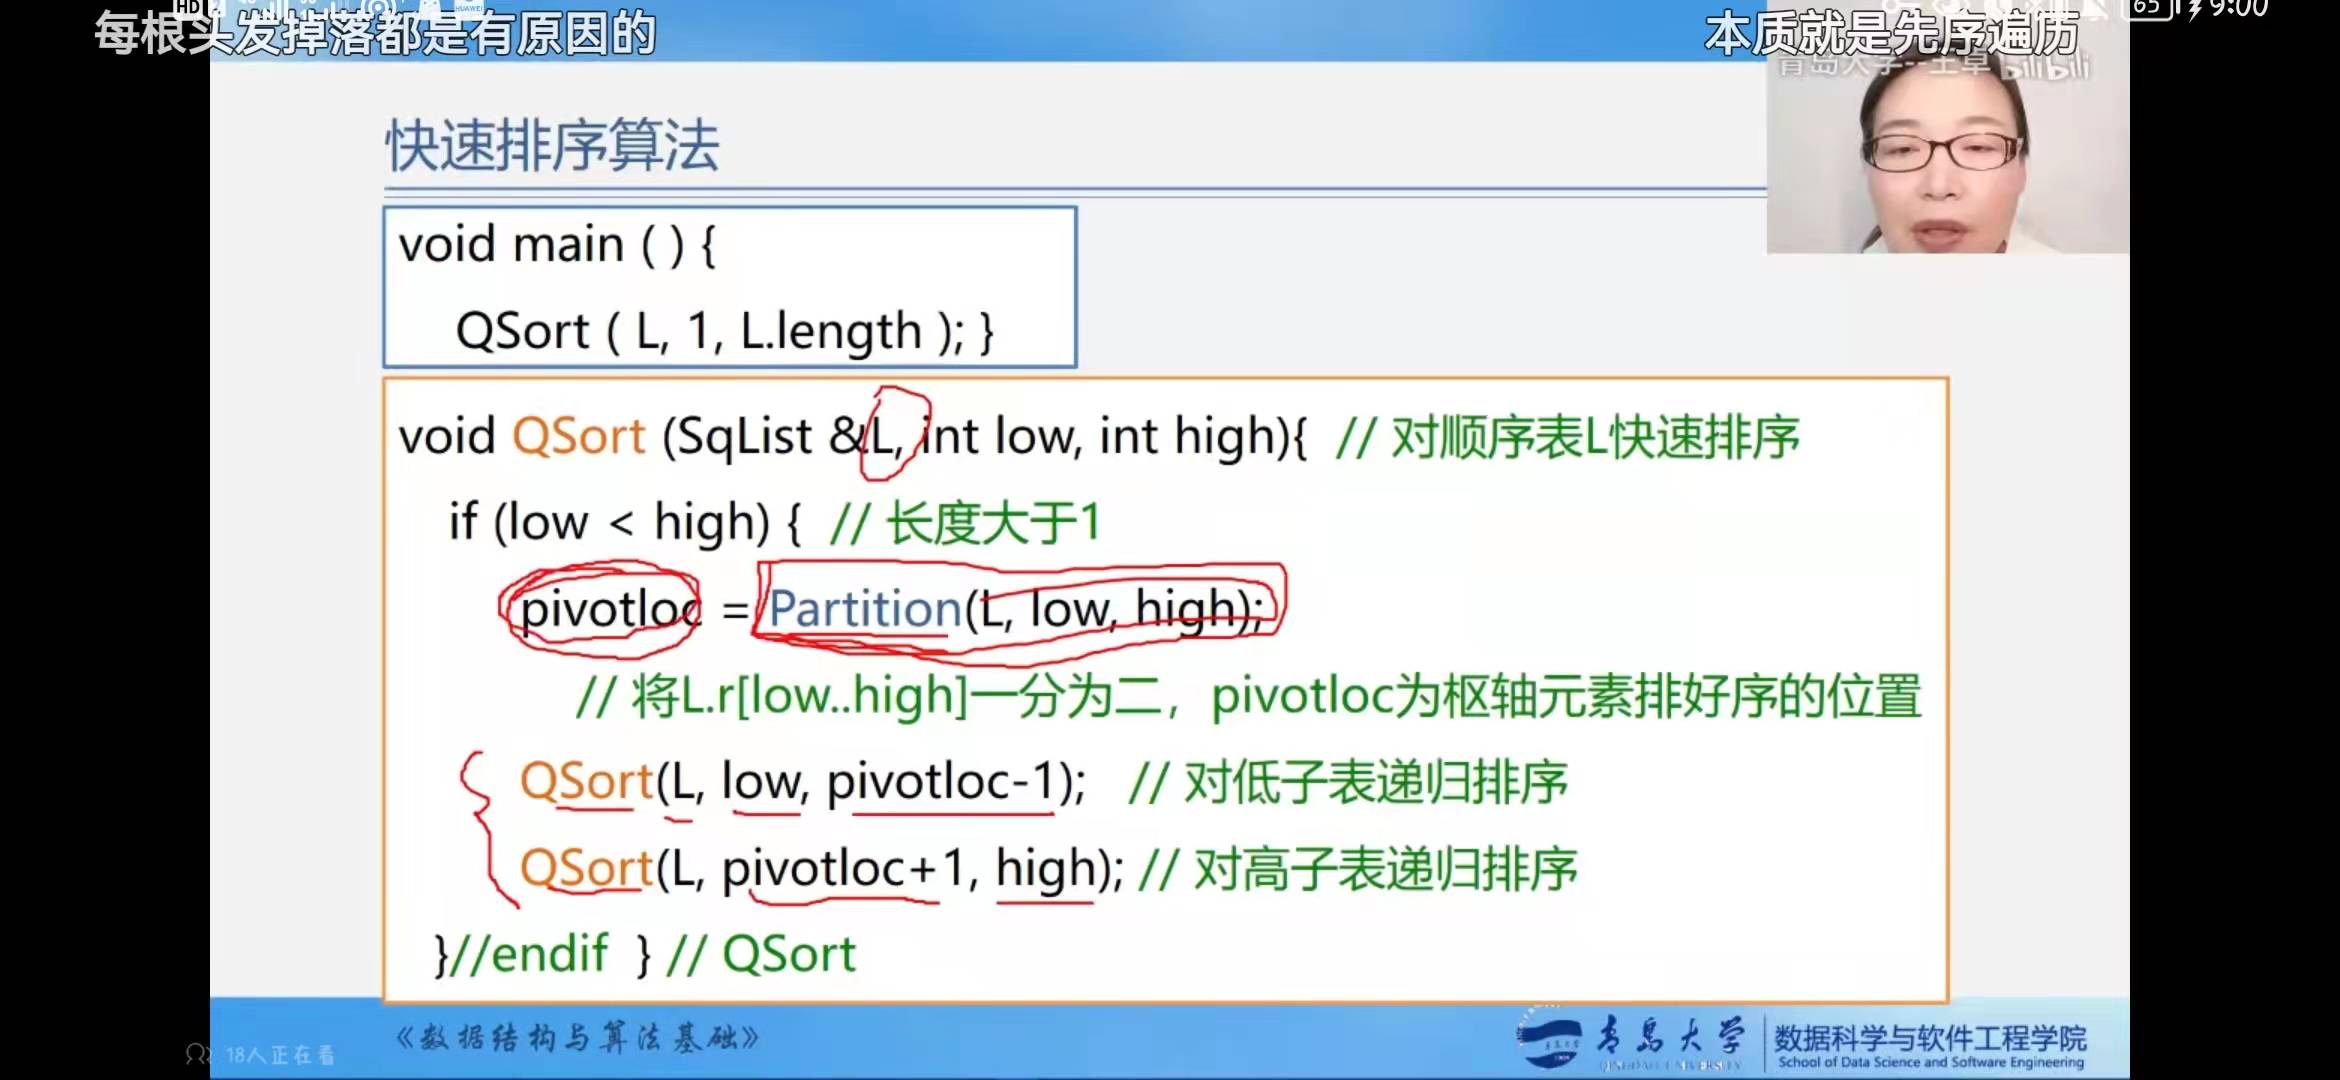 HD
HUAWEI
65
9:00
每根头发掉落都是有原因的
本质就是先序遍历
青岛大学--王卓 bilibili
快速排序算法
void main ( ) {
QSort ( L, 1, L.length ); }
void QSort (SqList &L, int low, int high){ // 对顺序表L快速排序
if (low < high) { // 长度大于1
pivotloc = Partition(L, low, high);
// 将L.r[low..high]一分为二，pivotloc为枢轴元素排好序的位置
QSort(L, low, pivotloc-1); // 对低子表递归排序
QSort(L, pivotloc+1, high); // 对高子表递归排序
}//endif } // QSort
《数据结构与算法基础》
18人正在看
青岛大学
QINGDAO UNIVERSITY
数据科学与软件工程学院
School of Data Science and Software Engineering